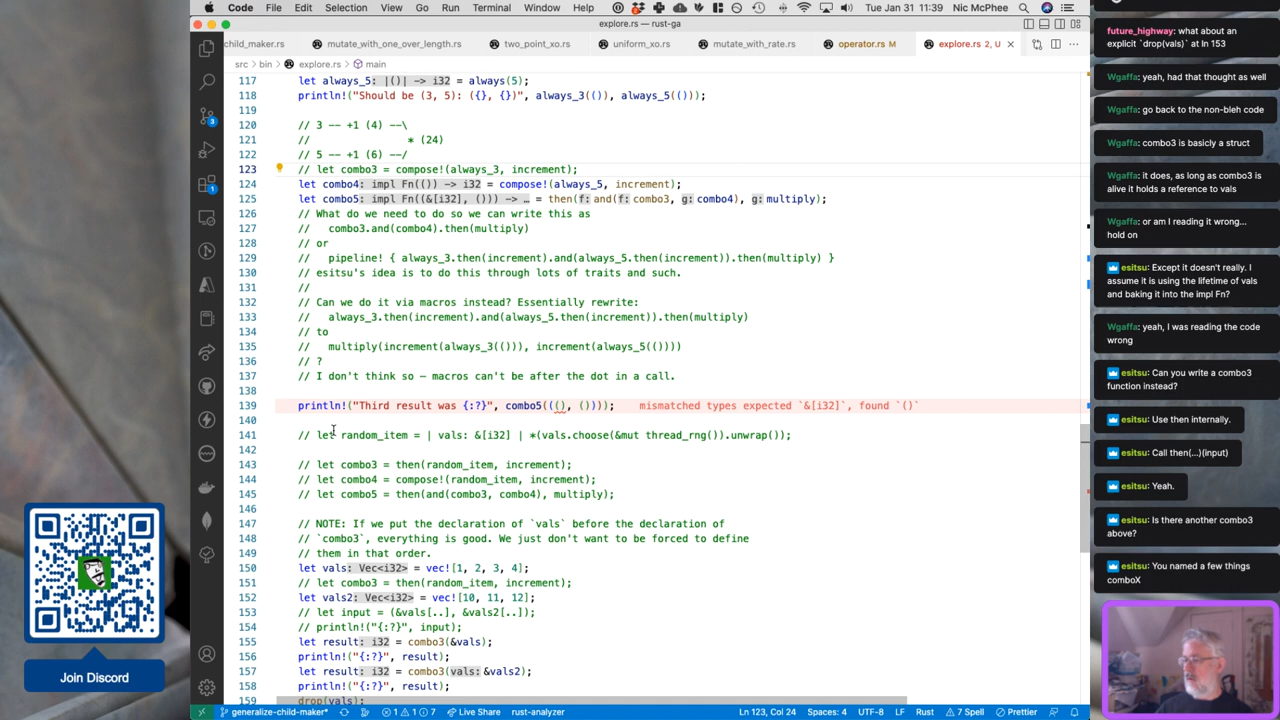 Code File Edit Selection View Go Run Terminal Window Help Tue Jan 31 11:39 Nic McPhee
explore.rs — rust-ga
child_maker.rs mutate_with_one_over_length.rs two_point_xo.rs uniform_xo.rs mutate_with_rate.rs operator.rs M explore.rs 2, U
src > bin > explore.rs > main
117 let always_5: |()| -> i32 = always(5);
118 println!("Should be (3, 5): ({}, {})", always_3(()), always_5(()));
119
120 // 3 -- +1 (4) --\
121 // * (24)
122 // 5 -- +1 (6) --/
123 // let combo3 = compose!(always_3, increment);
124 let combo4: impl Fn(()) -> i32 = compose!(always_5, increment);
125 let combo5: impl Fn((&[i32], ())) -> … = then(f: and(f: combo3, g: combo4), g: multiply);
126 // What do we need to do so we can write this as
127 // combo3.and(combo4).then(multiply)
128 // or
129 // pipeline! { always_3.then(increment).and(always_5.then(increment)).then(multiply) }
130 // esitsu's idea is to do this through lots of traits and such.
131 //
132 // Can we do it via macros instead? Essentially rewrite:
133 // always_3.then(increment).and(always_5.then(increment)).then(multiply)
134 // to
135 // multiply(increment(always_3(())), increment(always_5(())))
136 // ?
137 // I don't think so – macros can't be after the dot in a call.
138
139 println!("Third result was {:?}", combo5(((), ()))); mismatched types expected `&[i32]`, found `()`
140
141 // let random_item = | vals: &[i32] | *(vals.choose(&mut thread_rng()).unwrap());
142
143 // let combo3 = then(random_item, increment);
144 // let combo4 = compose!(random_item, increment);
145 // let combo5 = then(and(combo3, combo4), multiply);
146
147 // NOTE: If we put the declaration of `vals` before the declaration of
148 // `combo3`, everything is good. We just don't want to be forced to define
149 // them in that order.
150 let vals: Vec<i32> = vec![1, 2, 3, 4];
151 // let combo3 = then(random_item, increment);
152 let vals2: Vec<i32> = vec![10, 11, 12];
153 // let input = (&vals[..], &vals2[..]);
154 // println!("{:?}", input);
155 let result: i32 = combo3(&vals);
156 println!("{:?}", result);
157 let result: i32 = combo3(vals: &vals2);
158 println!("{:?}", result);
159 drop(vals);
generalize-child-maker* 1 1 7 Live Share rust-analyzer Ln 123, Col 24 Spaces: 4 UTF-8 LF Rust 7 Spell Prettier
Join Discord
future_highway: what about an
explicit `drop(vals)` at ln 153
Wgaffa: yeah, had that thought as well
Wgaffa: go back to the non-bleh code
Wgaffa: combo3 is basicly a struct
Wgaffa: it does, as long as combo3 is
alive it holds a reference to vals
Wgaffa: or am I reading it wrong...
hold on
esitsu: Except it doesn't really. I
assume it is using the lifetime of vals
and baking it into the impl Fn?
Wgaffa: yeah, I was reading the code
wrong
esitsu: Can you write a combo3
function instead?
esitsu: Use then internally.
esitsu: Call then(...)(input)
esitsu: Yeah.
esitsu: Is there another combo3
above?
esitsu: You named a few things
comboX